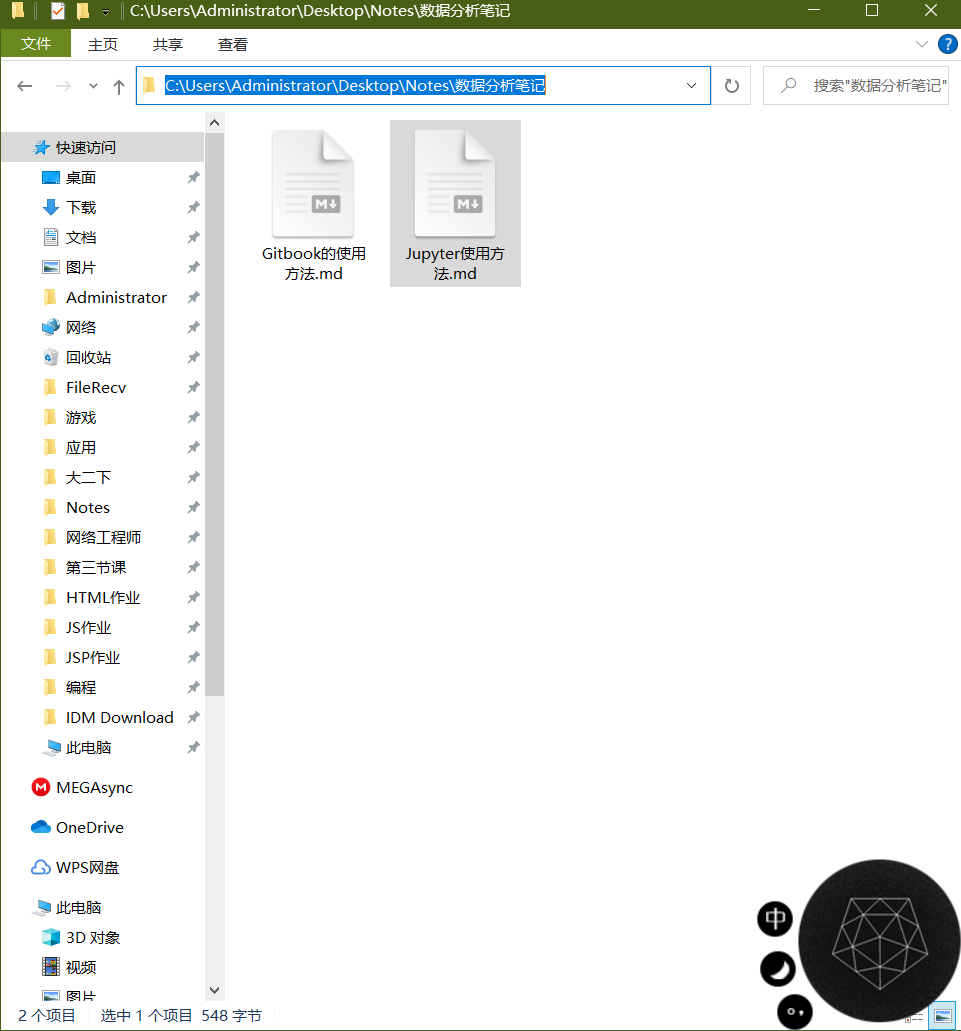 C:\Users\Administrator\Desktop\Notes\数据分析笔记
文件 主页 共享 查看
?
C:\Users\Administrator\Desktop\Notes\数据分析笔记
搜索"数据分析笔记"
快速访问
桌面
下载
文档
图片
Administrator
网络
回收站
FileRecv
游戏
应用
大二下
Notes
网络工程师
第三节课
HTML作业
JS作业
JSP作业
编程
IDM Download
此电脑
M
MEGAsync
OneDrive
WPS网盘
此电脑
3D 对象
视频
图片
M↓
Gitbook的使用
方法.md
M↓
Jupyter使用方
法.md
中
2 个项目 选中 1 个项目 548 字节